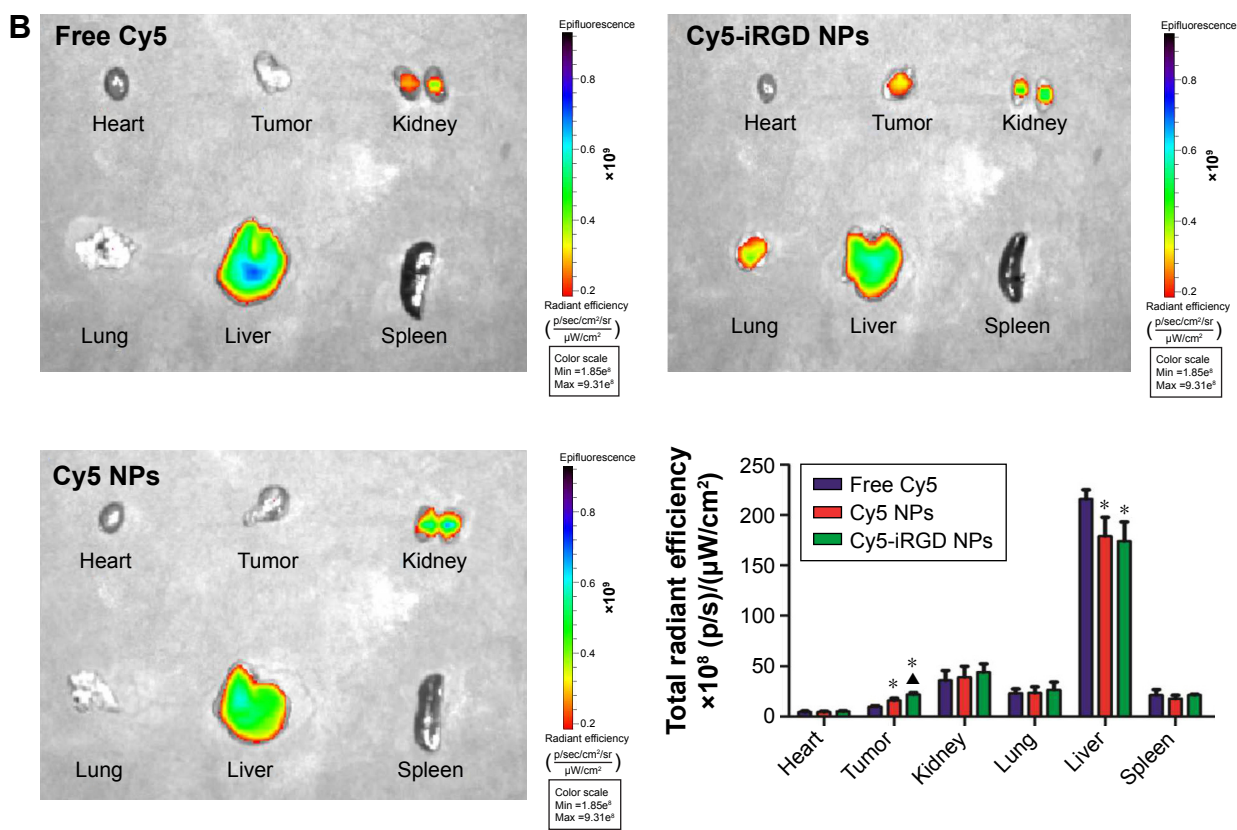 B
Free Cy5
Heart Tumor Kidney
Lung Liver Spleen
Epifluorescence
0.8
0.6
0.4
0.2
×10⁹
Radiant efficiency
(p/sec/cm²/sr / µW/cm²)
Color scale
Min =1.85e⁸
Max =9.31e⁸
Cy5-iRGD NPs
Heart Tumor Kidney
Lung Liver Spleen
Epifluorescence
0.8
0.6
0.4
0.2
×10⁹
Radiant efficiency
(p/sec/cm²/sr / µW/cm²)
Color scale
Min =1.85e⁸
Max =9.31e⁸
Cy5 NPs
Heart Tumor Kidney
Lung Liver Spleen
Epifluorescence
0.8
0.6
0.4
0.2
×10⁹
Radiant efficiency
(p/sec/cm²/sr / µW/cm²)
Color scale
Min =1.85e⁸
Max =9.31e⁸
Total radiant efficiency
×10⁸ (p/s)/(µW/cm²)
250
200
150
100
50
0
Free Cy5
Cy5 NPs
Cy5-iRGD NPs
* * * *
▲
Heart Tumor Kidney Lung Liver Spleen